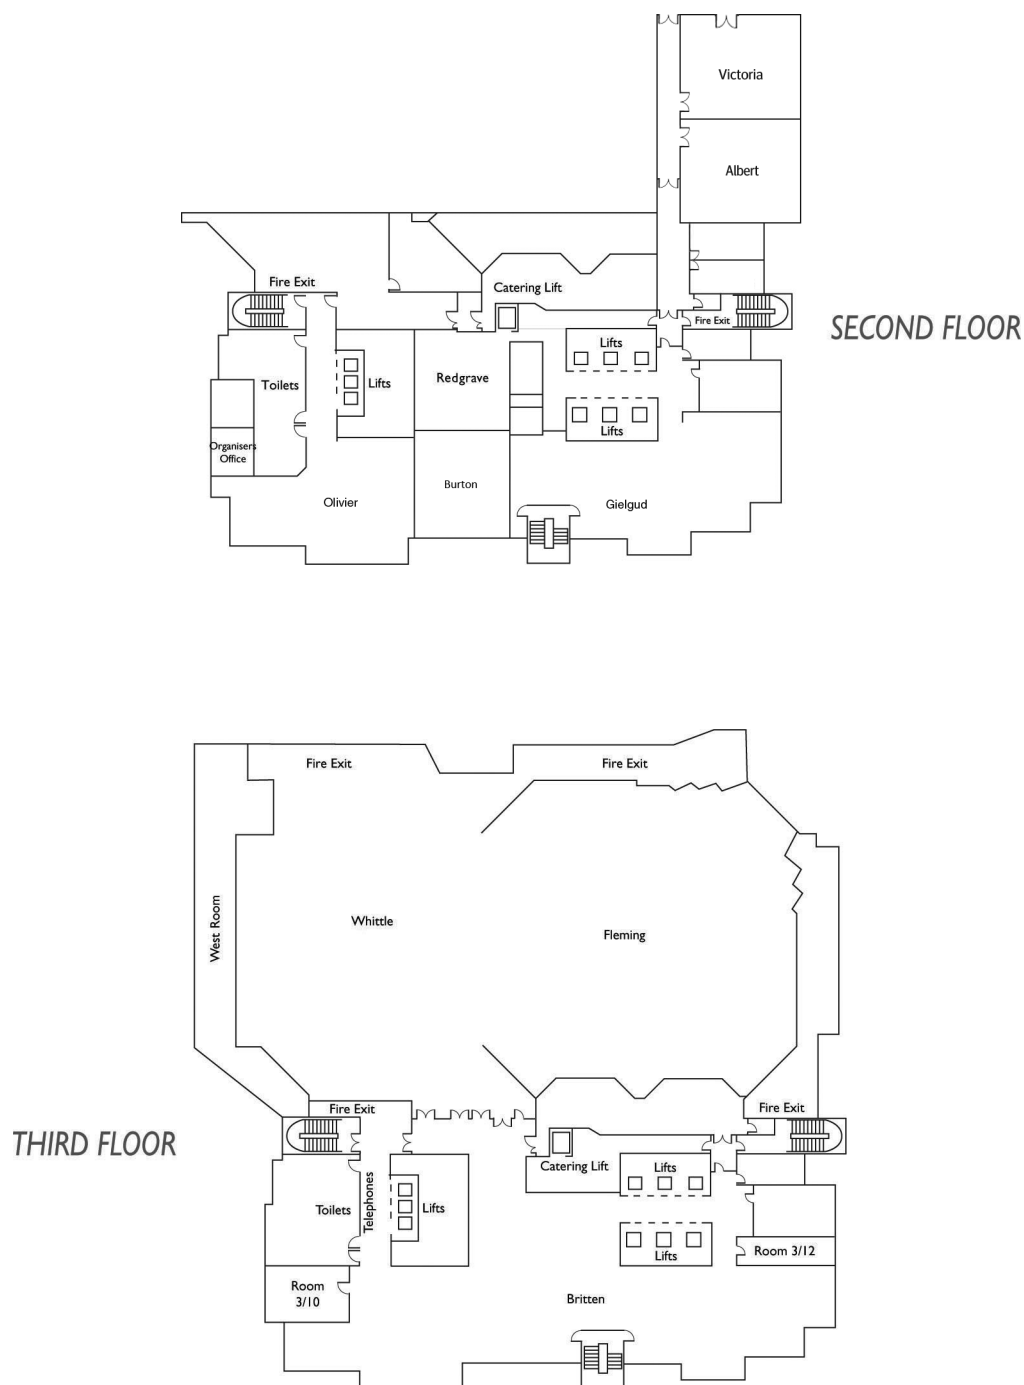 Victoria
Albert
Fire Exit
Catering Lift
Fire Exit
SECOND FLOOR
Lifts
Redgrave
Toilets
Lifts
Lifts
Organisers
Office
Burton
Olivier
Gielgud
Fire Exit
Fire Exit
West Room
Whittle
Fleming
Fire Exit
Fire Exit
THIRD FLOOR
Catering Lift
Lifts
Telephones
Toilets
Lifts
Lifts
Room 3/12
Room
3/10
Britten